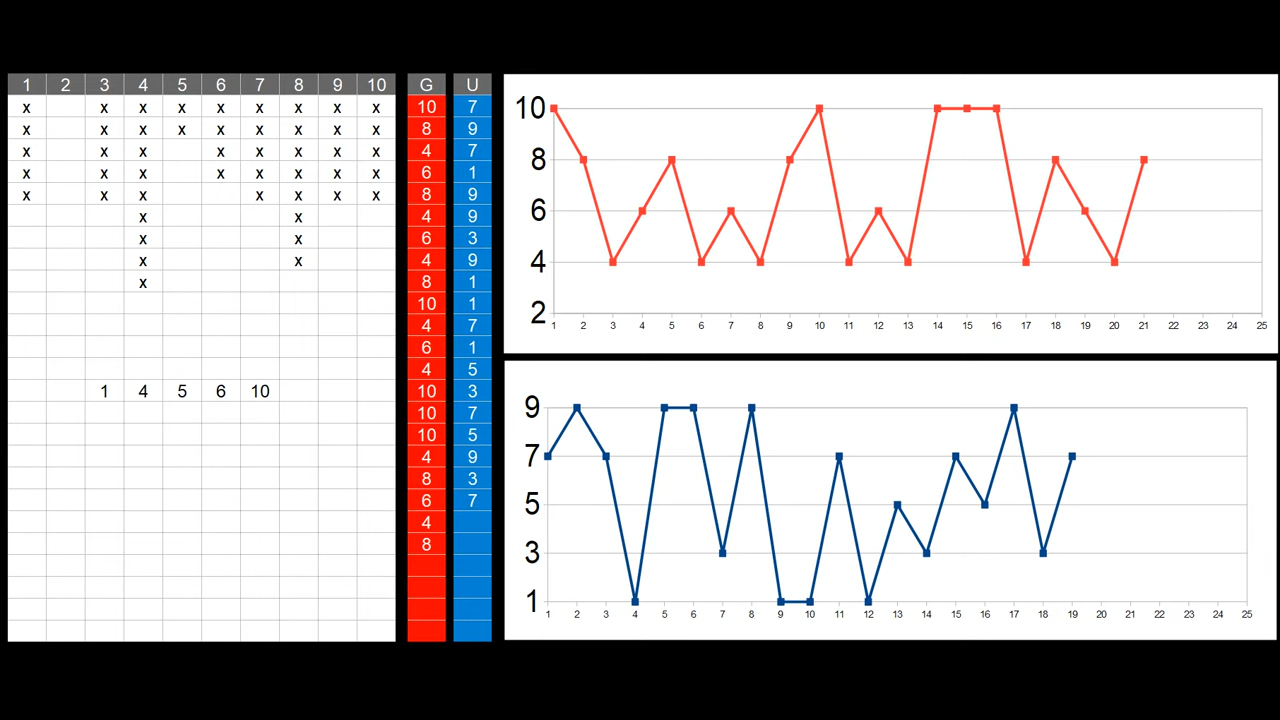 1 2 3 4 5 6 7 8 9 10 G U
x x x x x x x x x 10 7
x x x x x x x x x 8 9
x x x x x x x x 4 7
x x x x x x x x 6 1
x x x x x x x 8 9
x x 4 9
x x 6 3
x x 4 9
x 8 1
10 1
4 7
6 1
4 5
1 4 5 6 10 10 3
10 7
10 5
4 9
8 3
6 7
4
8
10
8
6
4
2
1 2 3 4 5 6 7 8 9 10 11 12 13 14 15 16 17 18 19 20 21 22 23 24 25
9
7
5
3
1
1 2 3 4 5 6 7 8 9 10 11 12 13 14 15 16 17 18 19 20 21 22 23 24 25